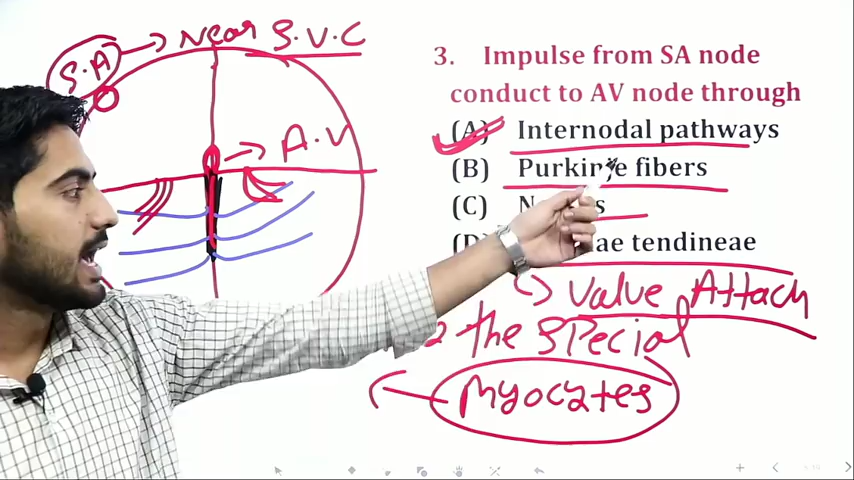 S.A → Near S.V.C
→ A.V
3. Impulse from SA node
conduct to AV node through
(A) Internodal pathways
(B) Purkinje fibers
(C)
tendineae
↳ Value Attach
the special
myocytes